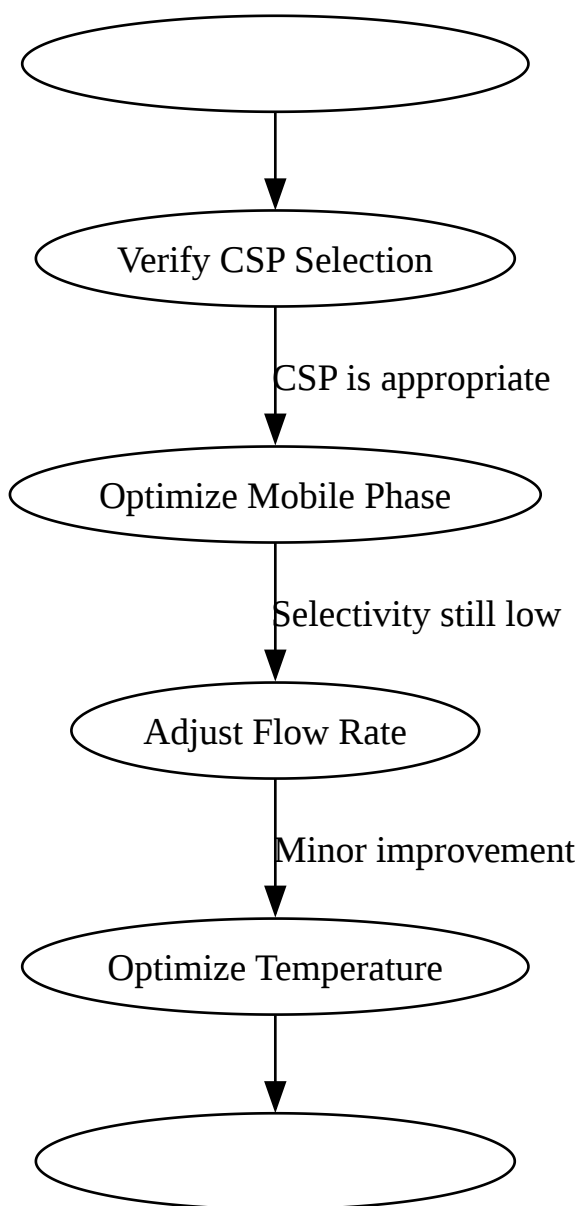 Verify CSP Selection
CSP is appropriate
Optimize Mobile Phase
Selectivity still low
Adjust Flow Rate
Minor improvement
Optimize Temperature